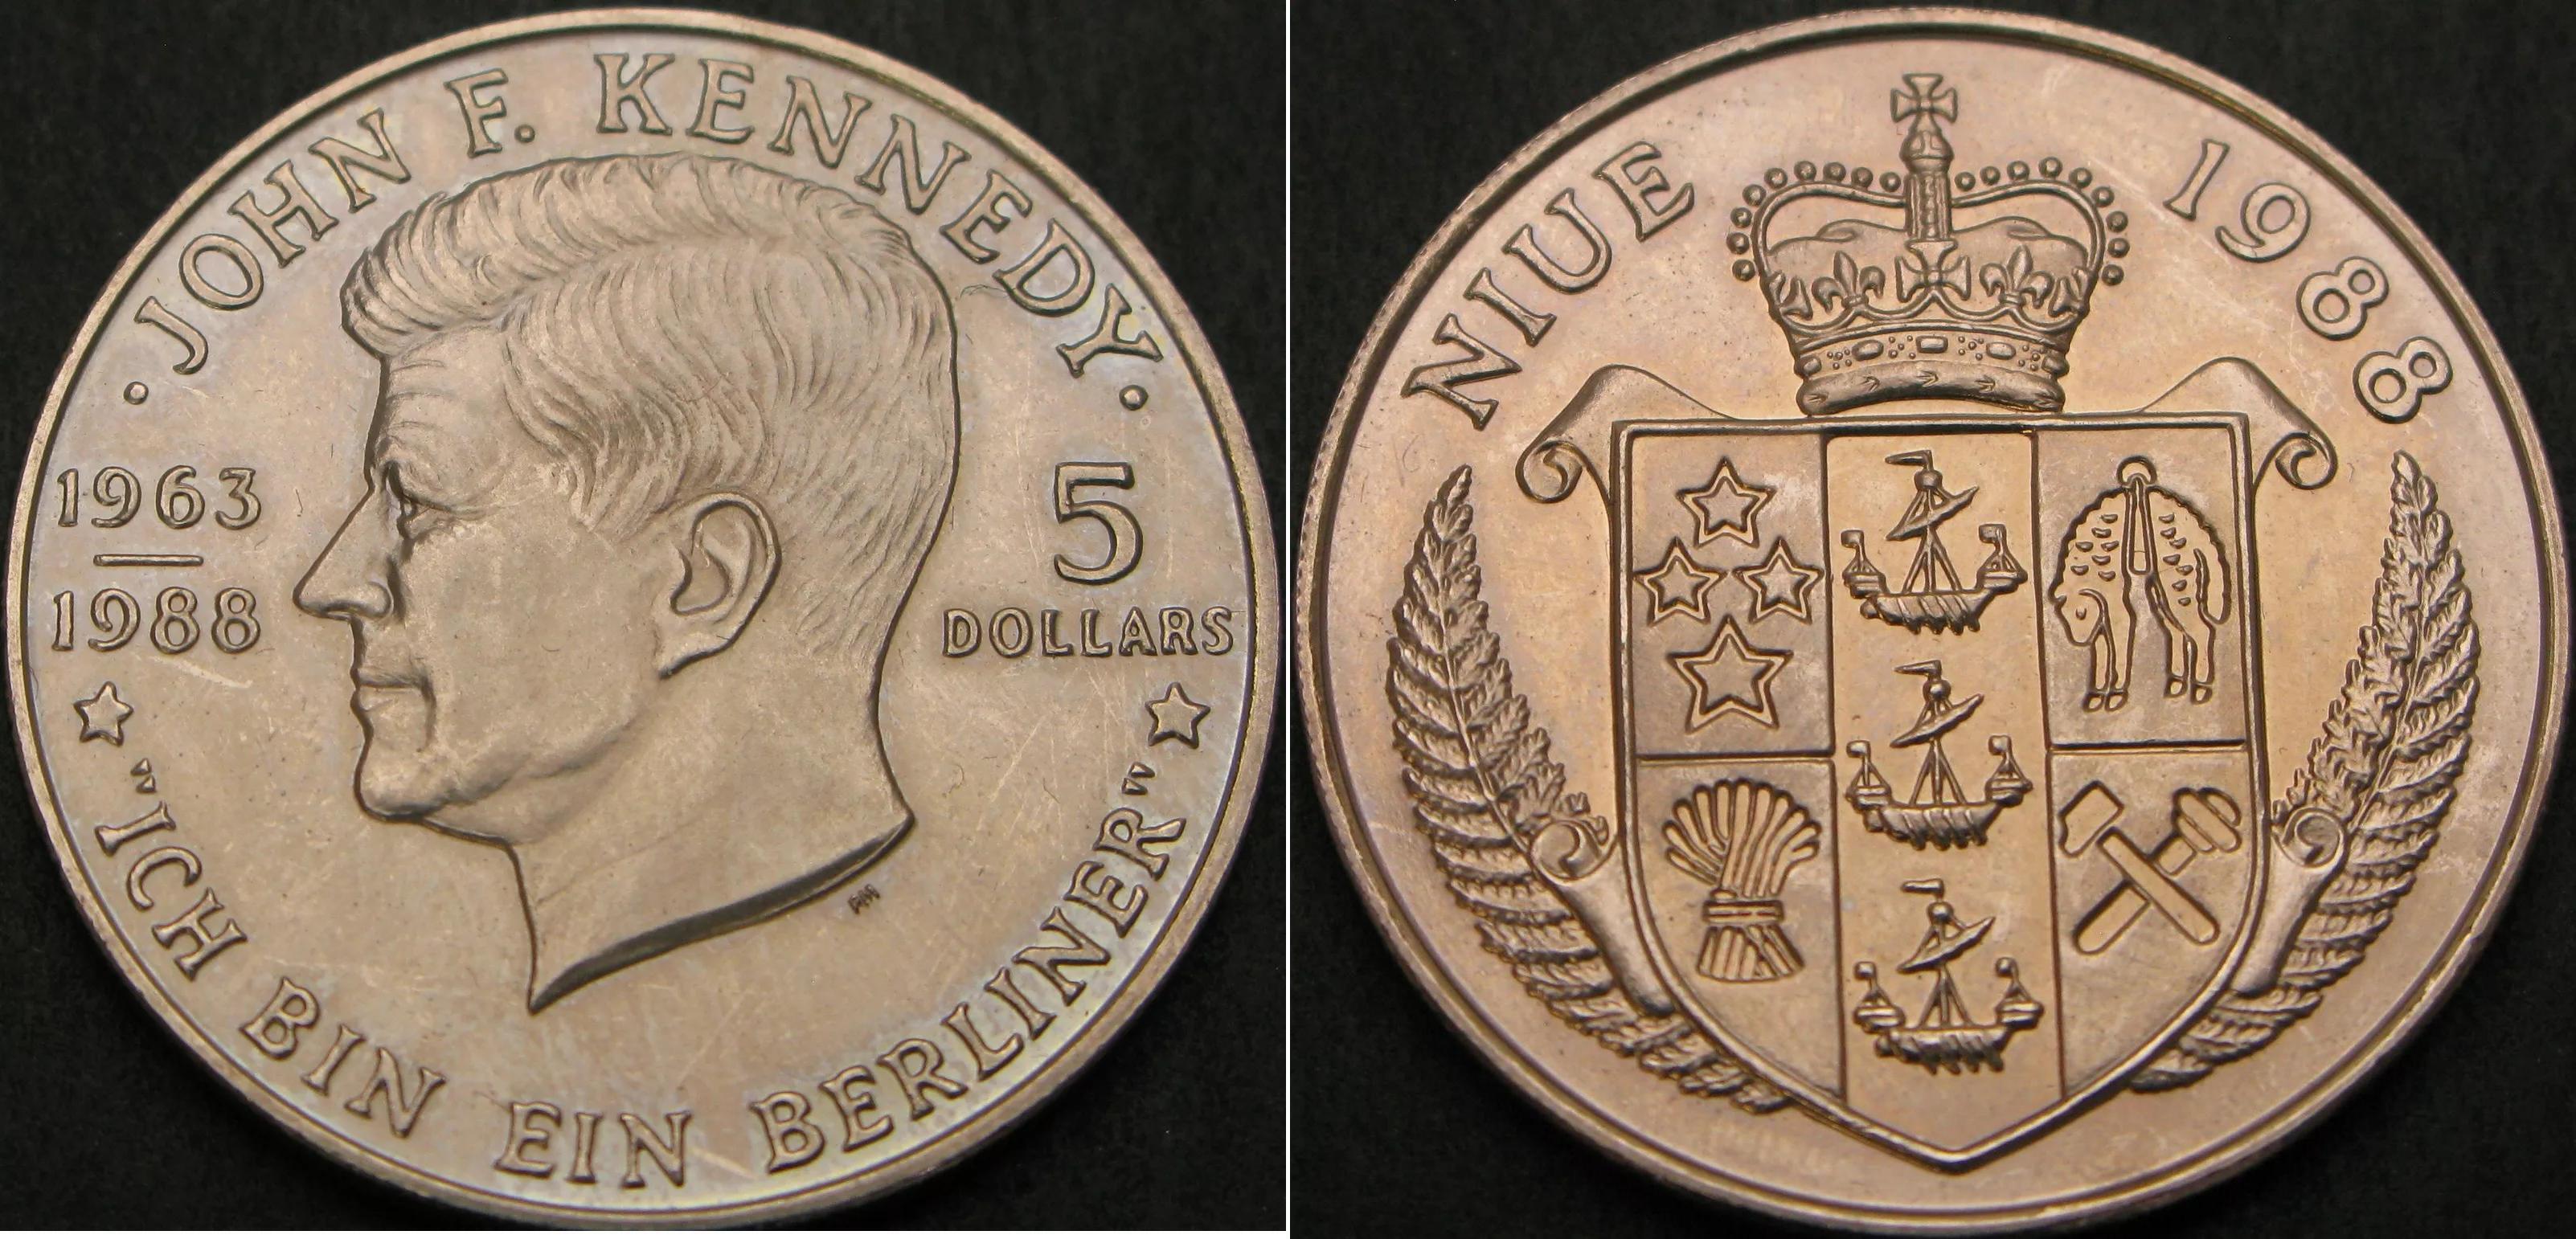 · JOHN F. KENNEDY ·
1963
1988
5
DOLLARS
"ICH BIN EIN BERLINER"
NIUE 1988